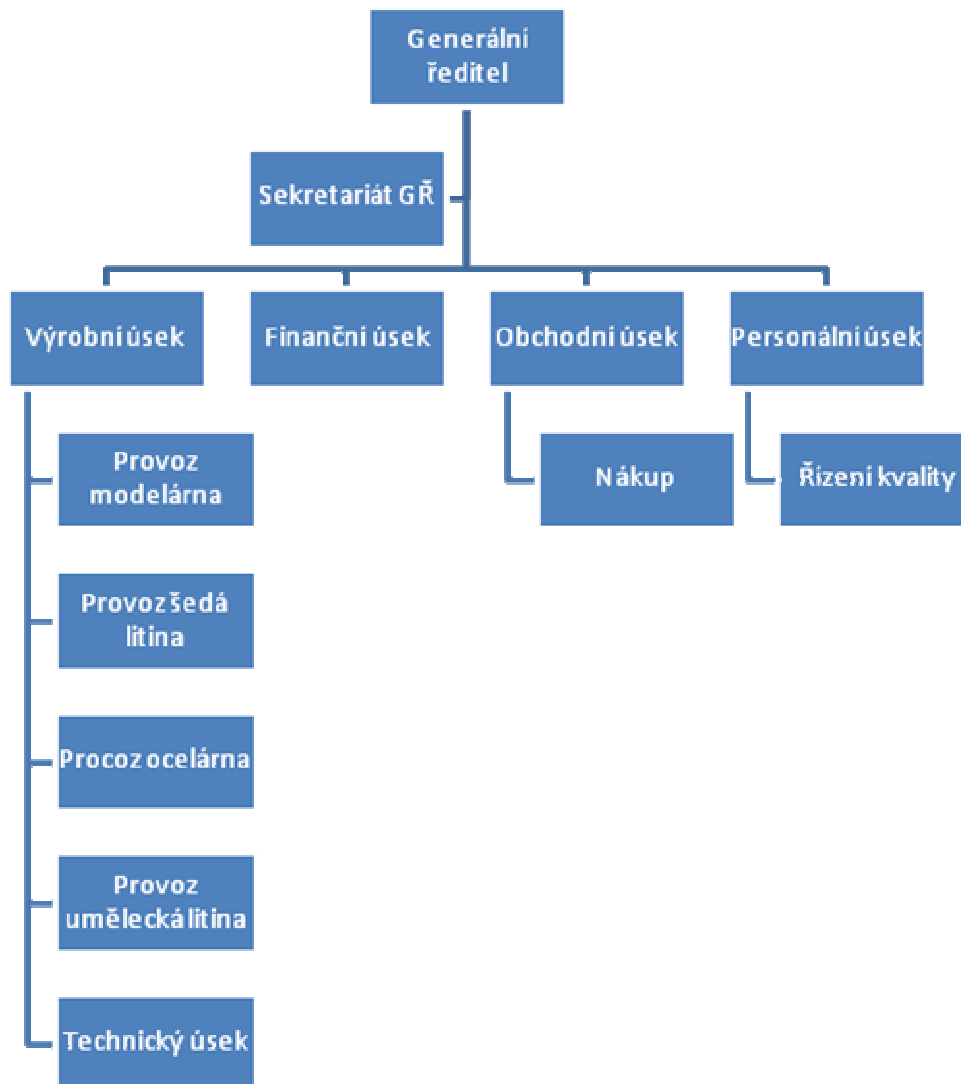 Generální
ředitel
Sekretariát GŘ
Výrobní úsek
Finanční úsek
Obchodní úsek
Personální úsek
Provoz
modelárna
Nákup
Řízení kvality
Provoz šedá
litina
Procoz ocelárna
Provoz
umělecká litina
Technický úsek